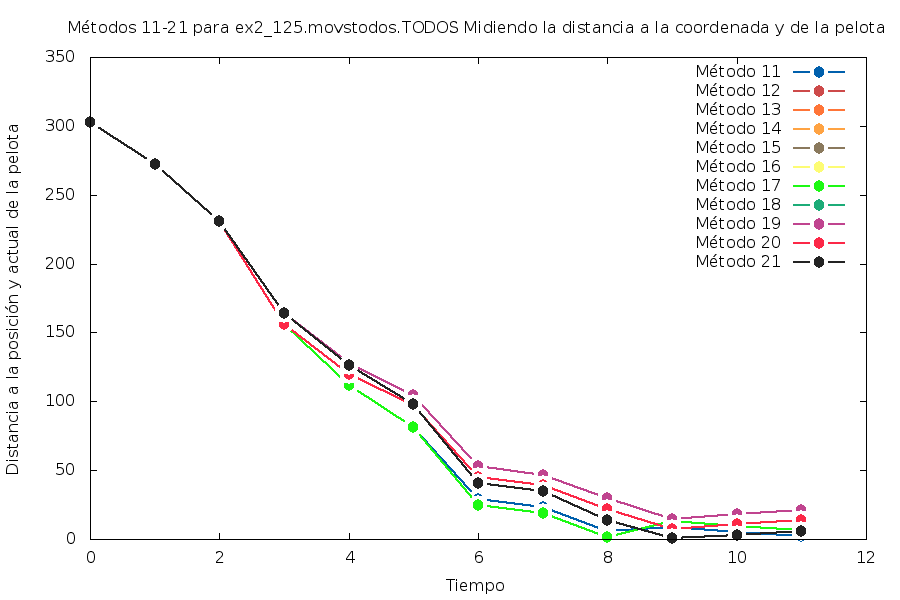 Métodos 11-21 para ex2_125.movstodos.TODOS Midiendo la distancia a la coordenada y de la pelota
350
300
250
200
150
100
50
0
Distancia a la posición y actual de la pelota
Método 11
Método 12
Método 13
Método 14
Método 15
Método 16
Método 17
Método 18
Método 19
Método 20
Método 21
0 2 4 6 8 10 12
Tiempo